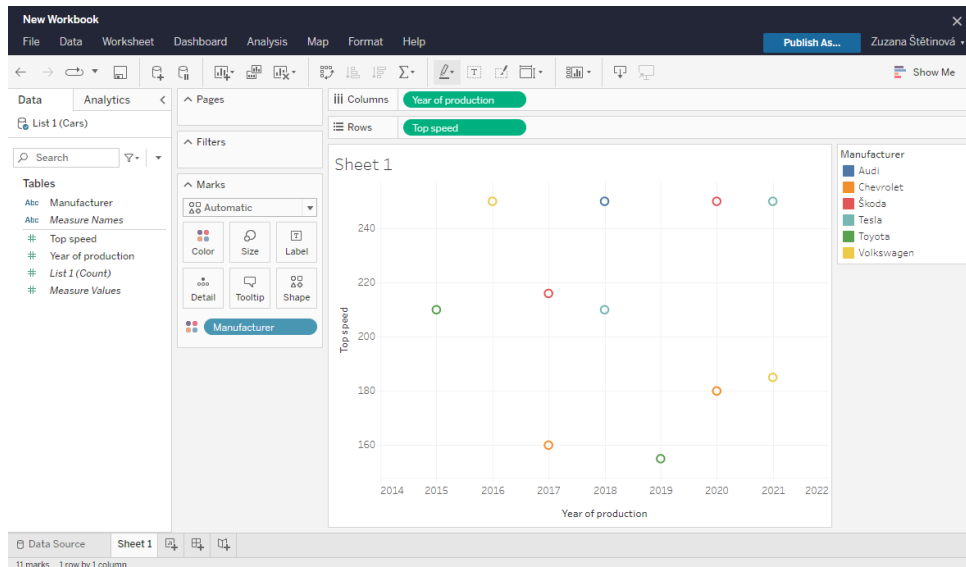 New Workbook
File Data Worksheet Dashboard Analysis Map Format Help Publish As... Zuzana Štětinová
Show Me
Data Analytics
List 1 (Cars)
Search
Tables
Abc Manufacturer
Abc Measure Names
# Top speed
# Year of production
# List 1 (Count)
# Measure Values
Pages
Filters
Marks
Automatic
Color Size Label
Detail Tooltip Shape
Manufacturer
Columns Year of production
Rows Top speed
Sheet 1
240
220
200
180
160
Top speed
2014 2015 2016 2017 2018 2019 2020 2021 2022
Year of production
Manufacturer
Audi
Chevrolet
Škoda
Tesla
Toyota
Volkswagen
Data Source Sheet 1
11 marks 1 row by 1 column